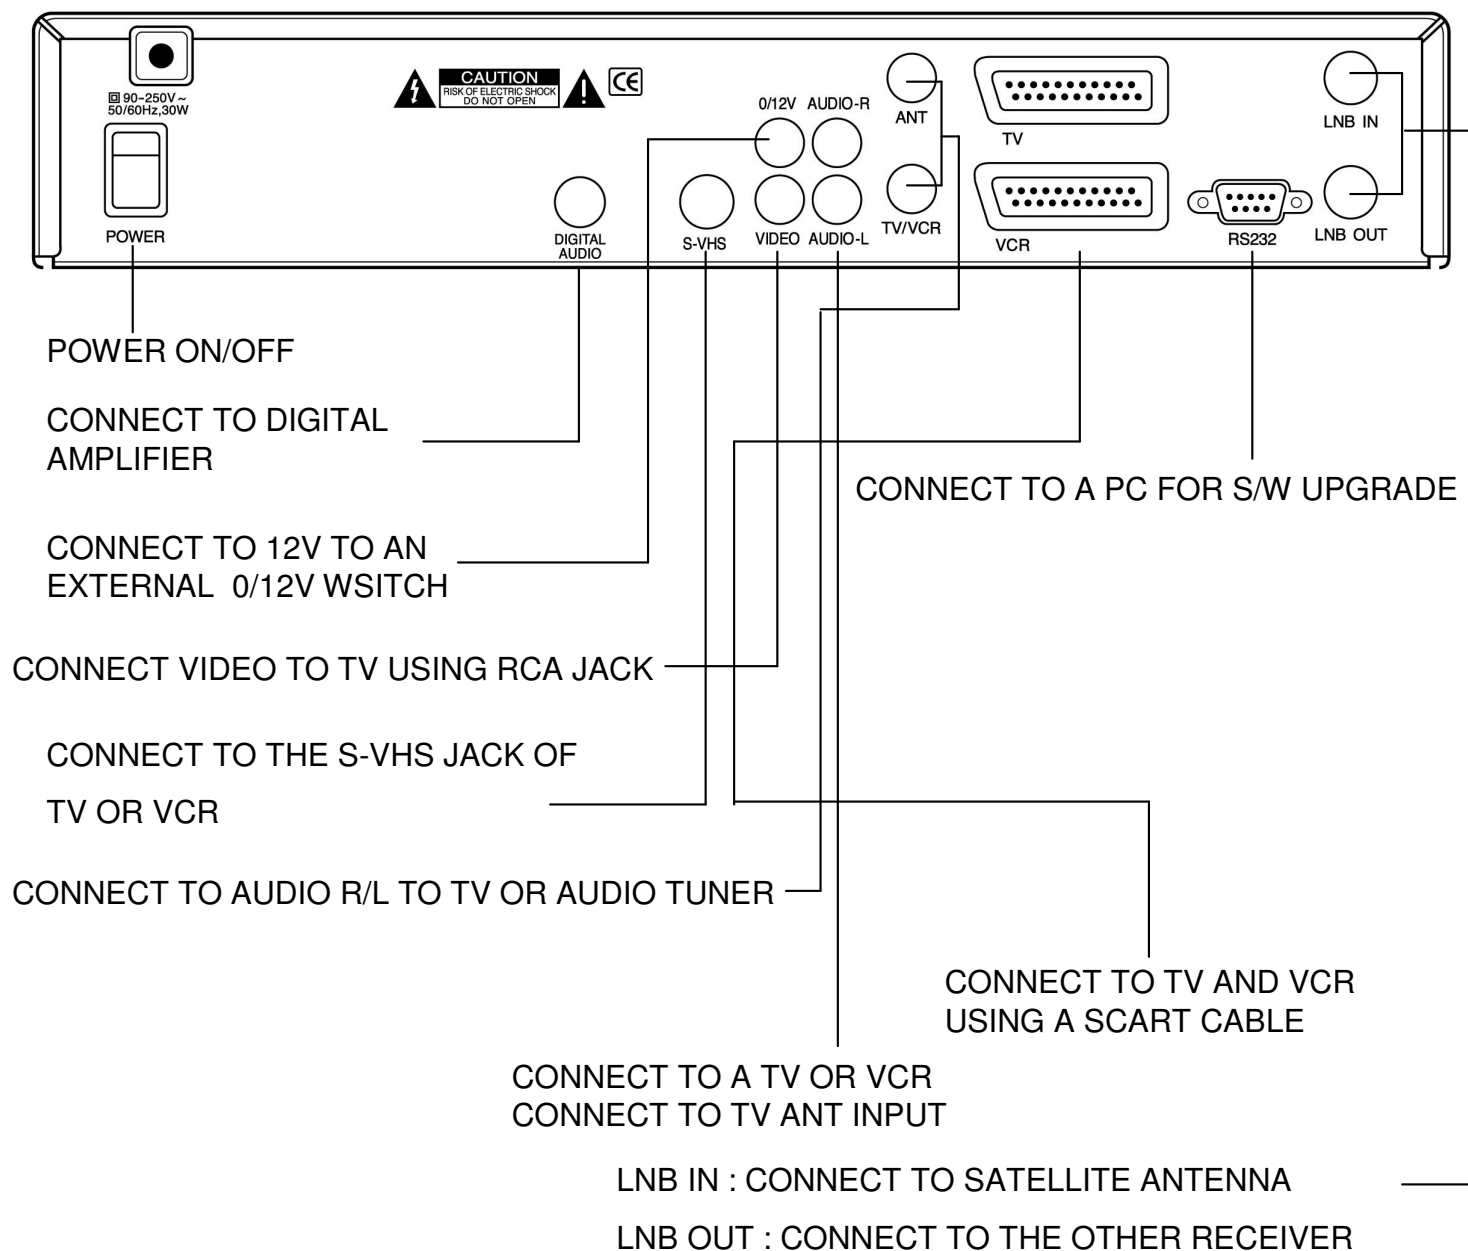 90-250V~
50/60Hz,30W
POWER
CAUTION
RISK OF ELECTRIC SHOCK
DO NOT OPEN
CE
DIGITAL
AUDIO
S-VHS
0/12V AUDIO-R
VIDEO AUDIO-L
ANT
TV/VCR
TV
VCR
RS232
LNB IN
LNB OUT
POWER ON/OFF
CONNECT TO DIGITAL
AMPLIFIER
CONNECT TO A PC FOR S/W UPGRADE
CONNECT TO 12V TO AN
EXTERNAL 0/12V WSITCH
CONNECT VIDEO TO TV USING RCA JACK
CONNECT TO THE S-VHS JACK OF
TV OR VCR
CONNECT TO AUDIO R/L TO TV OR AUDIO TUNER
CONNECT TO TV AND VCR
USING A SCART CABLE
CONNECT TO A TV OR VCR
CONNECT TO TV ANT INPUT
LNB IN : CONNECT TO SATELLITE ANTENNA
LNB OUT : CONNECT TO THE OTHER RECEIVER